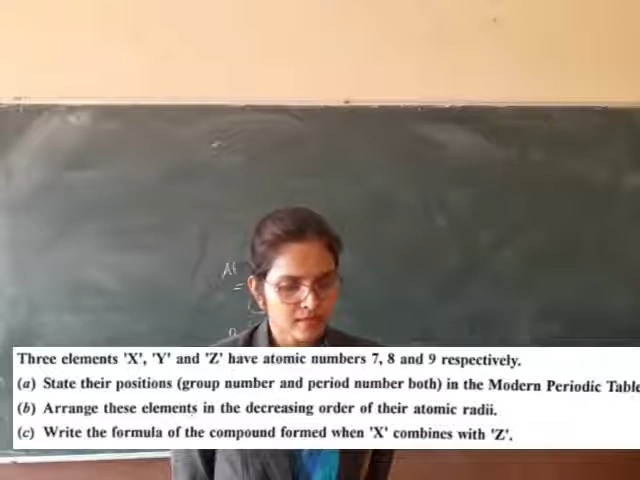 Three elements 'X', 'Y' and 'Z' have atomic numbers 7, 8 and 9 respectively.
(a) State their positions (group number and period number both) in the Modern Periodic Table
(b) Arrange these elements in the decreasing order of their atomic radii.
(c) Write the formula of the compound formed when 'X' combines with 'Z'.